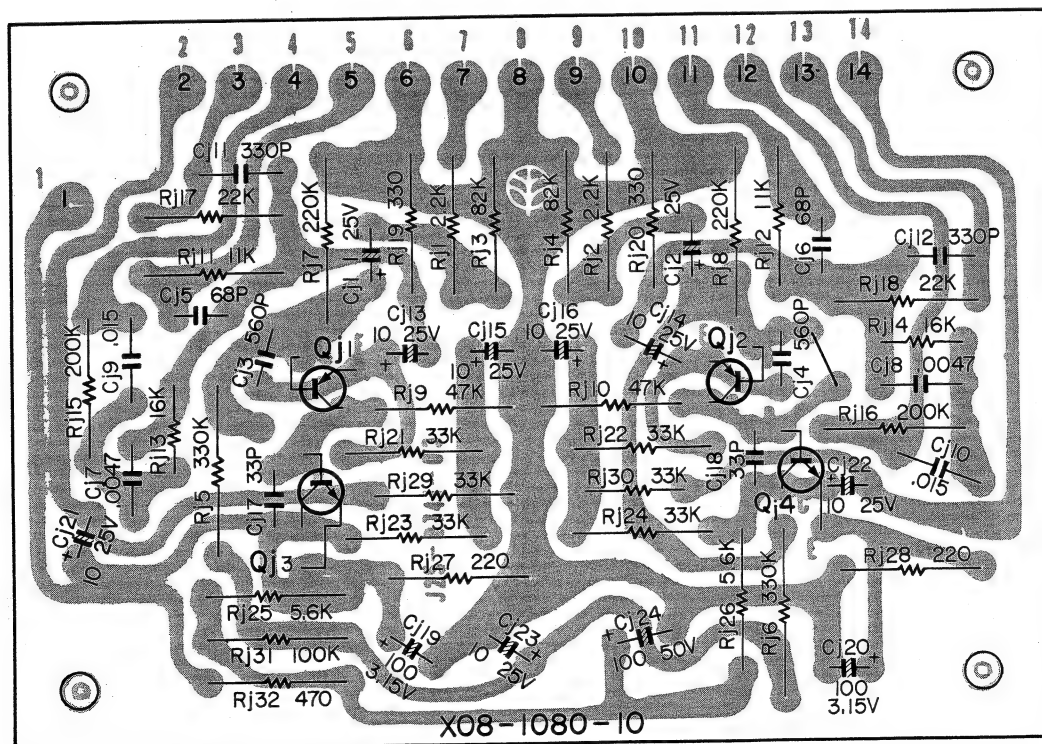 2 3 4 5 6 7 8 9 10 11 12 13 14
2 3 4 5 6 7 8 9 10 11 12 13 14
1
1
Cj11 330P
Rj17 22K
Rj11 11K
Cj5 68P
Rj7 220K
Cj1 1 25V
Rj19 330
Rj1 2.2K
Rj3 82K
Rj4 82K
Rj2 2.2K
Rj20 330
Cj2 1 25V
Rj8 220K
Rj12 11K
Cj6 68P
Cj12 330P
Rj18 22K
Rj14 16K
Cj8 .0047
Rj16 200K
Cj10 .015
Rj15 200K
Cj9 .015
Rj13 16K
Cj7 .0047
Cj21 10 25V
Cj3 560P
Qj1
Cj13
10 25V
Cj15
10 25V
Cj16
10 25V
Cj14
10 25V
Qj2
Cj4 560P
Rj9 47K
Rj10 47K
Rj21 33K
Rj22 33K
Rj29 33K
Rj30 33K
Rj23 33K
Rj24 33K
Rj27 220
Rj5 330K
Cj17 33P
Qj3
Cj18 33P
Qj4
Cj22
10 25V
Rj28 220
Rj25 5.6K
Rj31 100K
Rj32 470
Cj19
100
3.15V
Cj23
10 25V
Cj24
100 50V
Rj26 5.6K
Rj6 330K
Cj20
100
3.15V
X08-1080-10